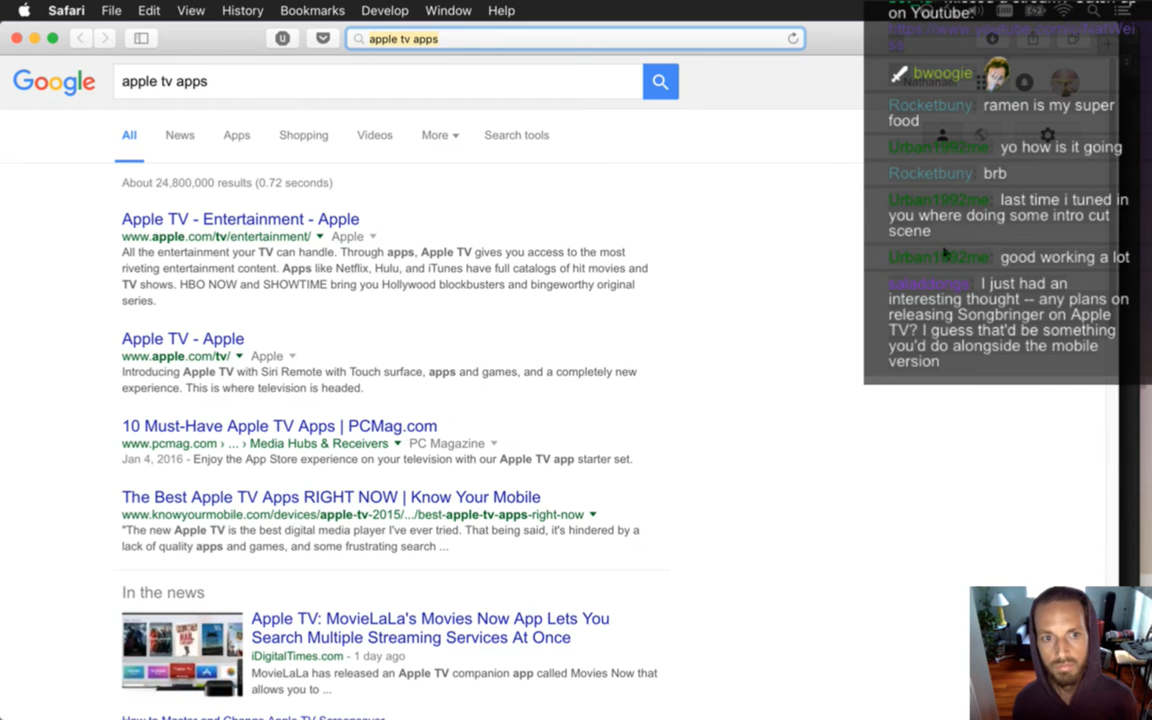 Safari File Edit View History Bookmarks Develop Window Help
apple tv apps
Google
apple tv apps
All News Apps Shopping Videos More Search tools
About 24,800,000 results (0.72 seconds)
Apple TV - Entertainment - Apple
www.apple.com/tv/entertainment/ Apple
All the entertainment your TV can handle. Through apps, Apple TV gives you access to the most
riveting entertainment content. Apps like Netflix, Hulu, and iTunes have full catalogs of hit movies and
TV shows. HBO NOW and SHOWTIME bring you Hollywood blockbusters and bingeworthy original
series.
Apple TV - Apple
www.apple.com/tv/ Apple
Introducing Apple TV with Siri Remote with Touch surface, apps and games, and a completely new
experience. This is where television is headed.
10 Must-Have Apple TV Apps | PCMag.com
www.pcmag.com › ... › Media Hubs & Receivers PC Magazine
Jan 4, 2016 - Enjoy the App Store experience on your television with our Apple TV app starter set.
The Best Apple TV Apps RIGHT NOW | Know Your Mobile
www.knowyourmobile.com/devices/apple-tv-2015/.../best-apple-tv-apps-right-now
"The new Apple TV is the best digital media player I've ever tried. That being said, it's hindered by a
lack of quality apps and games, and some frustrating search ...
In the news
Apple TV: MovieLaLa's Movies Now App Lets You
Search Multiple Streaming Services At Once
iDigitalTimes.com - 1 day ago
MovieLaLa has released an Apple TV companion app called Movies Now that
allows you to ...
How to Master and Change Apple TV Screensaver
on Youtube:
bwoogie
Rocketbuny ramen is my super
food
Urban1992me: yo how is it going
Rocketbuny brb
Urban1992me: last time i tuned in
you where doing some intro cut
scene
Urban1992me: good working a lot
saladdongs I just had an
interesting thought -- any plans on
releasing Songbringer on Apple
TV? I guess that'd be something
you'd do alongside the mobile
version